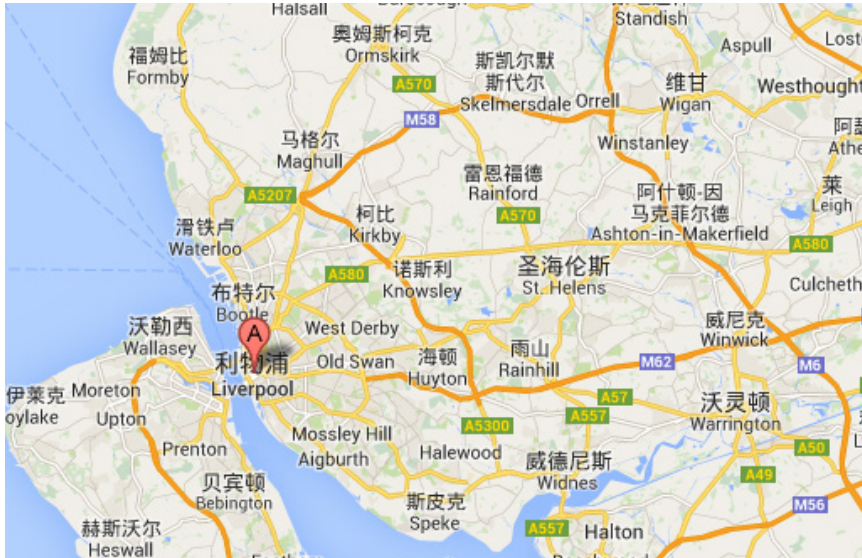 Halsall
奥姆斯柯克
Ormskirk
Standish
Aspull
福姆比
Formby
A570
斯凯尔默
斯代尔
Skelmersdale
Orrell
维甘
Wigan
Westhought
M58
马格尔
Maghull
Winstanley
A5207
雷恩福德
Rainford
阿什顿-因
马克菲尔德
Ashton-in-Makerfield
莱
Leigh
滑铁卢
Waterloo
柯比
Kirkby
A570
A580
A580
布特尔
Bootle
诺斯利
Knowsley
圣海伦斯
St. Helens
Culcheth
沃勒西
Wallasey
A
West Derby
威尼克
Winwick
利物浦
Liverpool
Old Swan
海顿
Huyton
雨山
Rainhill
M62
M6
伊莱克
oylake
Moreton
Upton
A57
A557
沃灵顿
Warrington
Prenton
Mossley Hill
Aigburth
A5300
Halewood
A50
A49
贝宾顿
Bebington
威德尼斯
Widnes
斯皮克
Speke
M56
赫斯沃尔
Heswall
A557
Halton